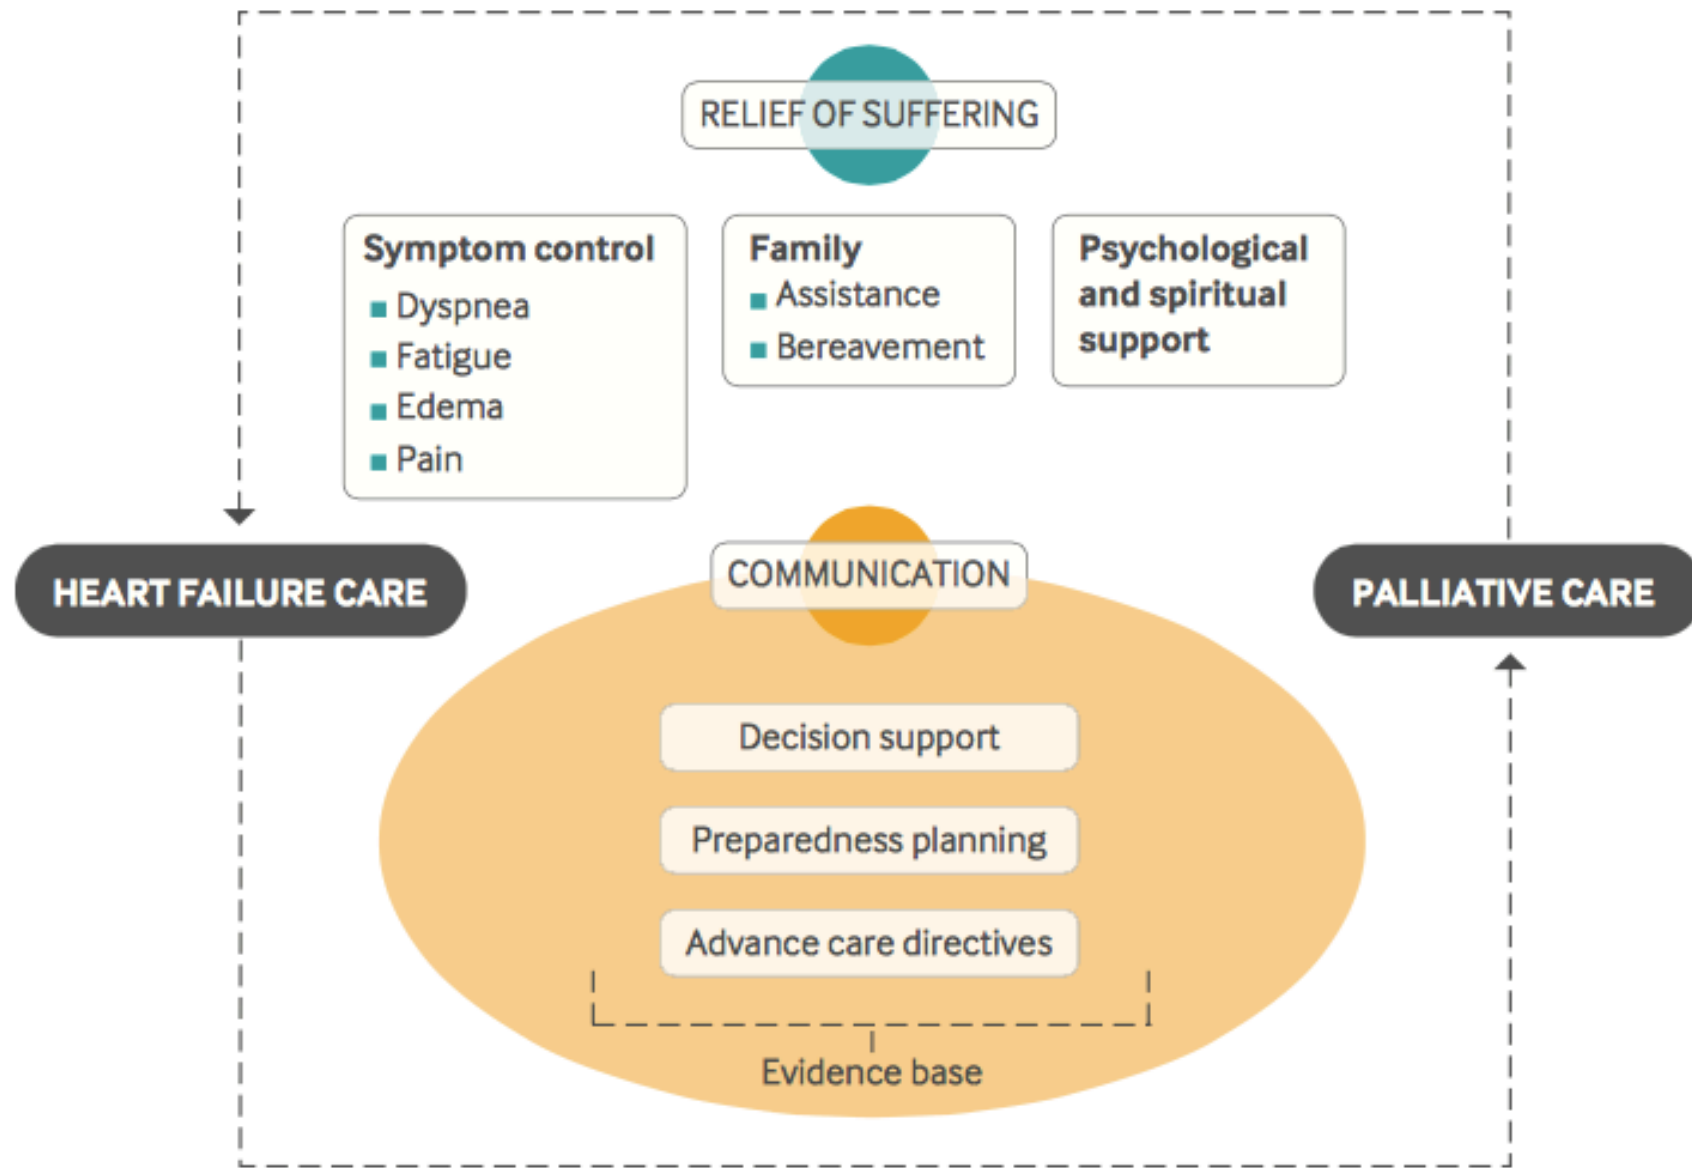 RELIEF OF SUFFERING
Symptom control
Dyspnea
Fatigue
Edema
Pain
Family
Assistance
Bereavement
Psychological
and spiritual
support
HEART FAILURE CARE
COMMUNICATION
PALLIATIVE CARE
Decision support
Preparedness planning
Advance care directives
Evidence base